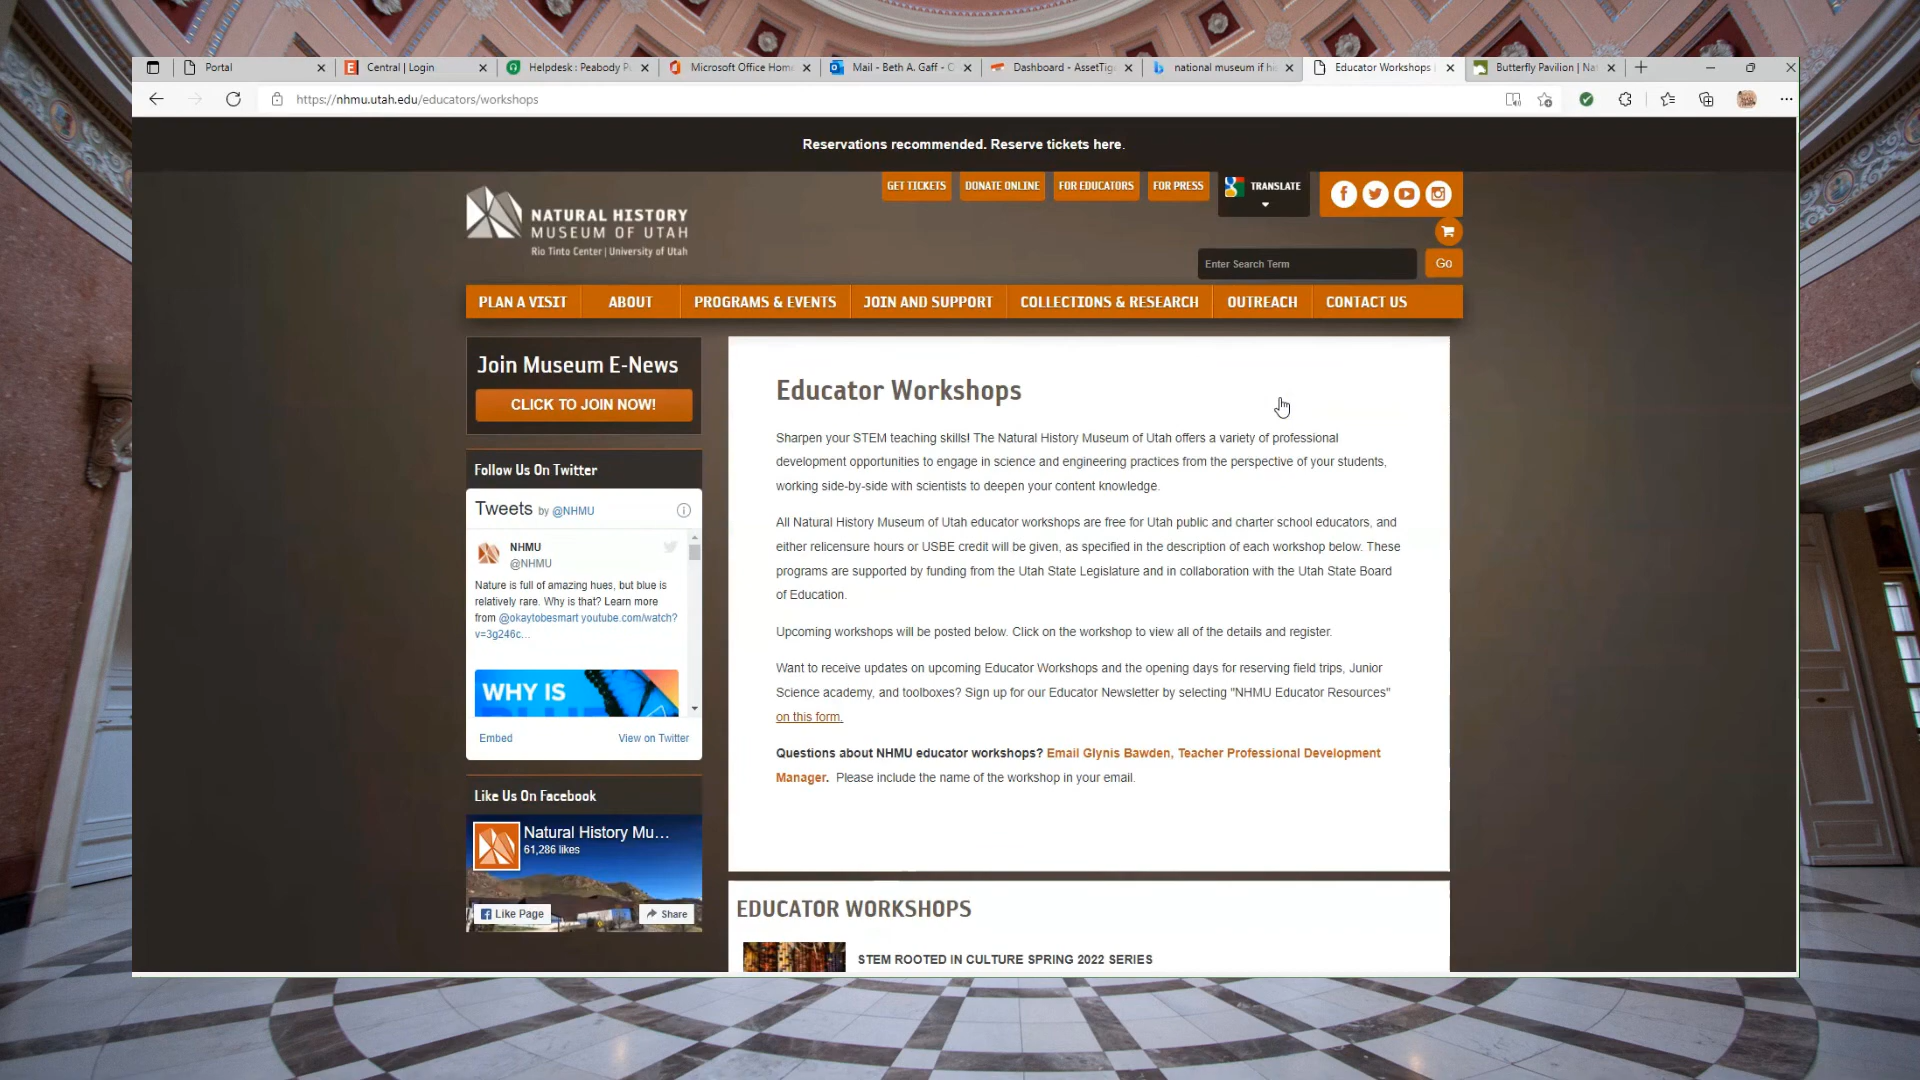 Portal
Central | Login
Helpdesk : Peabody P
Microsoft Office Hom
Mail - Beth A. Gaff - O
Dashboard - AssetTig
national museum if hi
Educator Workshops |
Butterfly Pavilion | Na
https://nhmu.utah.edu/educators/workshops
Reservations recommended. Reserve tickets here.
GET TICKETS
DONATE ONLINE
FOR EDUCATORS
FOR PRESS
TRANSLATE
NATURAL HISTORY
MUSEUM OF UTAH
Rio Tinto Center | University of Utah
Enter Search Term
Go
PLAN A VISIT
ABOUT
PROGRAMS & EVENTS
JOIN AND SUPPORT
COLLECTIONS & RESEARCH
OUTREACH
CONTACT US
Join Museum E-News
CLICK TO JOIN NOW!
Follow Us On Twitter
Tweets by @NHMU
NHMU
@NHMU
Nature is full of amazing hues, but blue is
relatively rare. Why is that? Learn more
from @okaytobesmart youtube.com/watch?
v=3g246c…
WHY IS
Embed
View on Twitter
Like Us On Facebook
Natural History Mu...
61,286 likes
Like Page
Share
Educator Workshops
Sharpen your STEM teaching skills! The Natural History Museum of Utah offers a variety of professional
development opportunities to engage in science and engineering practices from the perspective of your students,
working side-by-side with scientists to deepen your content knowledge.
All Natural History Museum of Utah educator workshops are free for Utah public and charter school educators, and
either relicensure hours or USBE credit will be given, as specified in the description of each workshop below. These
programs are supported by funding from the Utah State Legislature and in collaboration with the Utah State Board
of Education.
Upcoming workshops will be posted below. Click on the workshop to view all of the details and register.
Want to receive updates on upcoming Educator Workshops and the opening days for reserving field trips, Junior
Science academy, and toolboxes? Sign up for our Educator Newsletter by selecting "NHMU Educator Resources"
on this form.
Questions about NHMU educator workshops? Email Glynis Bawden, Teacher Professional Development
Manager. Please include the name of the workshop in your email.
EDUCATOR WORKSHOPS
STEM ROOTED IN CULTURE SPRING 2022 SERIES